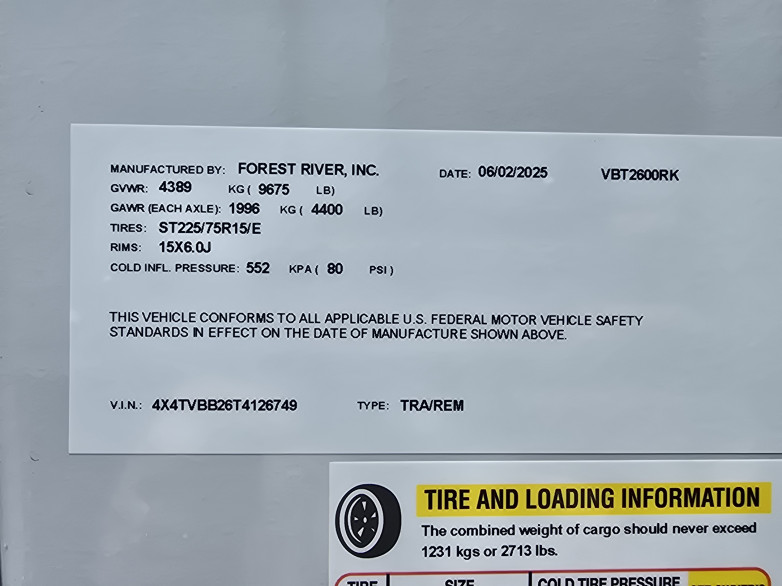 MANUFACTURED BY: FOREST RIVER, INC. DATE: 06/02/2025 VBT2600RK
GVWR: 4389 KG ( 9675 LB)
GAWR (EACH AXLE): 1996 KG ( 4400 LB)
TIRES: ST225/75R15/E
RIMS: 15X6.0J
COLD INFL. PRESSURE: 552 KPA ( 80 PSI )
THIS VEHICLE CONFORMS TO ALL APPLICABLE U.S. FEDERAL MOTOR VEHICLE SAFETY
STANDARDS IN EFFECT ON THE DATE OF MANUFACTURE SHOWN ABOVE.
V.I.N.: 4X4TVBB26T4126749 TYPE: TRA/REM
TIRE AND LOADING INFORMATION
The combined weight of cargo should never exceed
1231 kgs or 2713 lbs.
TIRE SIZE COLD TIRE PRESSURE